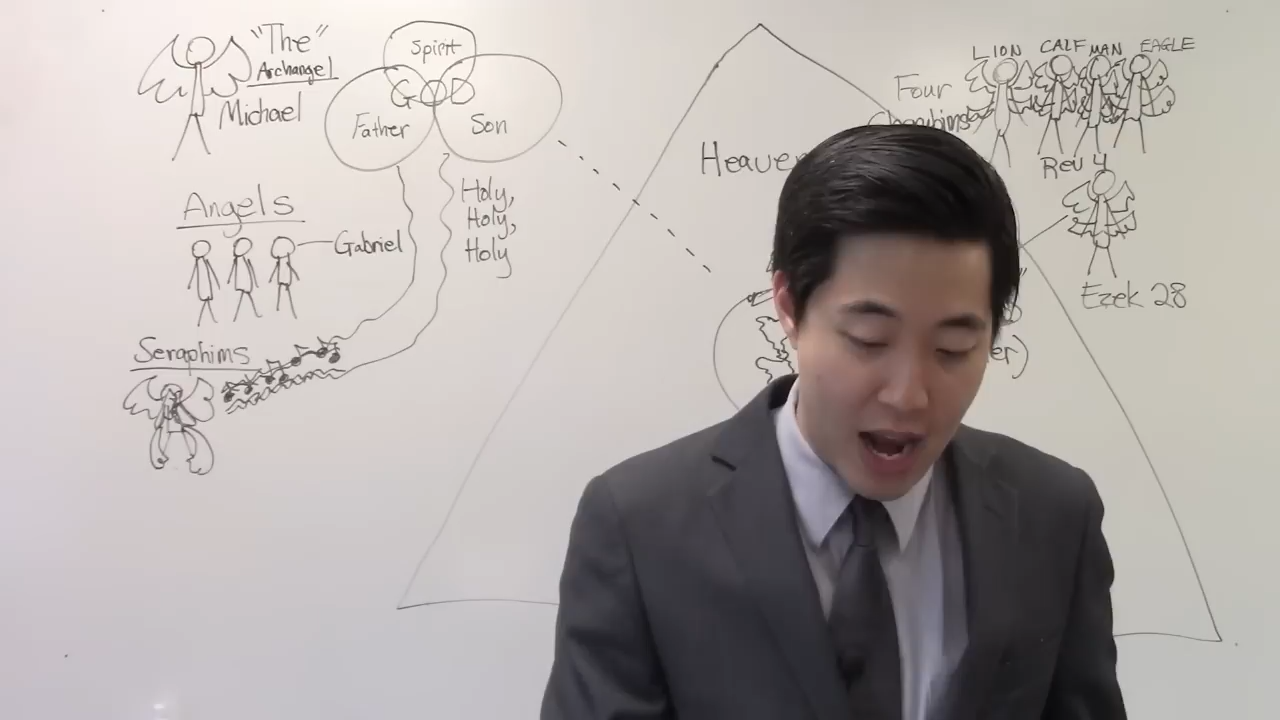 "The"
Archangel
Michael
Spirit
GOD
Father
Son
Holy,
Holy,
Holy
Angels
Gabriel
Seraphims
Heaven
LION CALF MAN EAGLE
Four
Cherubims
Rev 4
Ezek 28